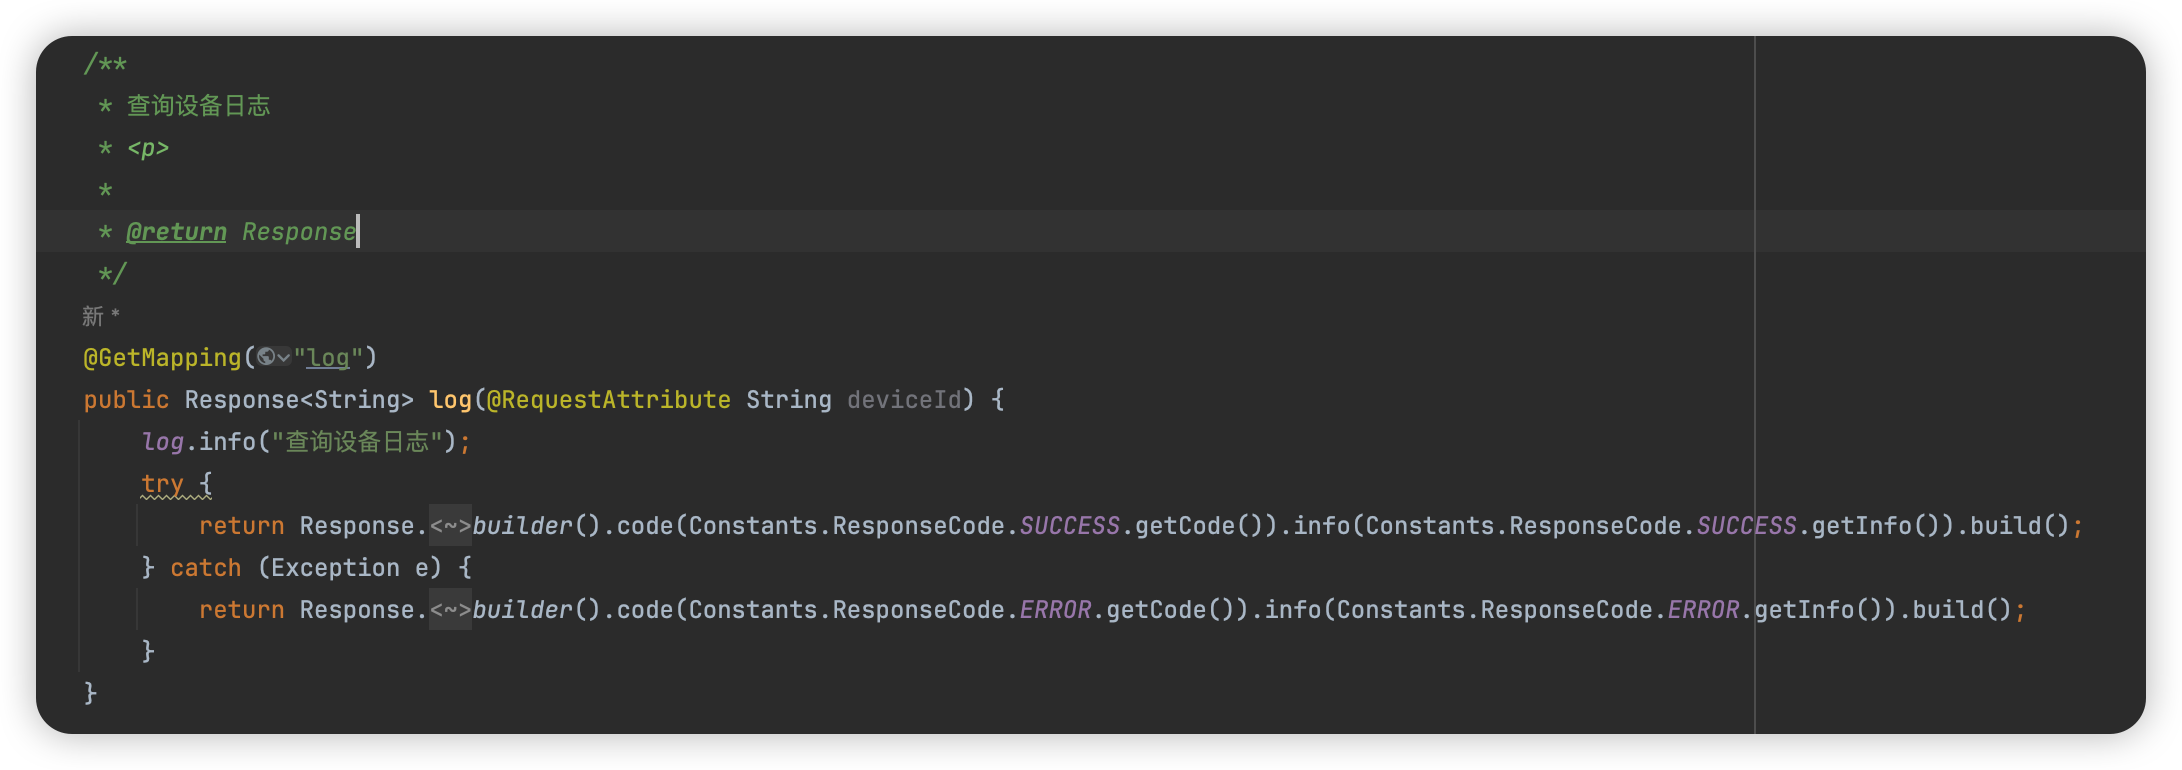 /**
 * 查询设备日志
 * <p>
 *
 * @return Response
 */
新 *
@GetMapping("log")
public Response<String> log(@RequestAttribute String deviceId) {
    log.info("查询设备日志");
    try {
        return Response.<~>builder().code(Constants.ResponseCode.SUCCESS.getCode()).info(Constants.ResponseCode.SUCCESS.getInfo()).build();
    } catch (Exception e) {
        return Response.<~>builder().code(Constants.ResponseCode.ERROR.getCode()).info(Constants.ResponseCode.ERROR.getInfo()).build();
    }
}